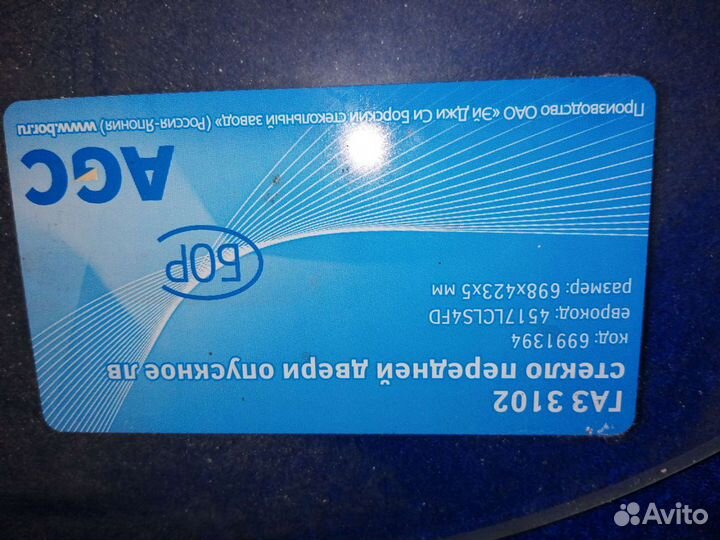 ГАЗ 3102
стекло передней двери опускное лв
код: 6991394
еврокод: 4517LCLS4FD
размер: 698х423х5 мм
БОР
AGC
Производство ОАО «Эй Джи Си Борский стекольный завод» (Россия-Япония) www.bor.ru
Avito